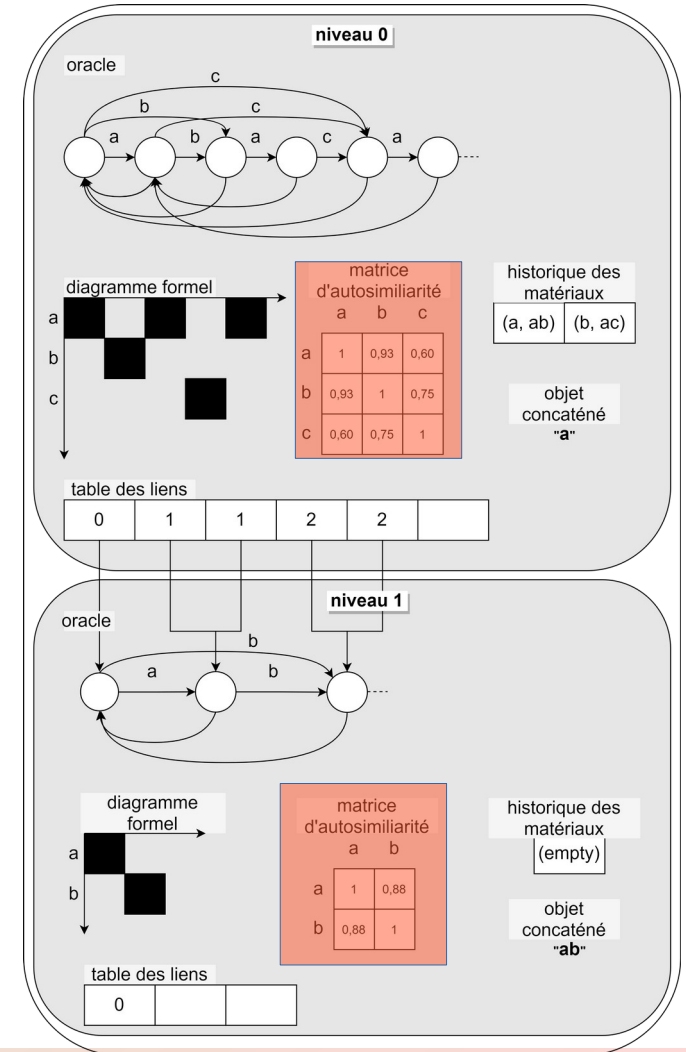 niveau 0
oracle
c
b c
a b a c a
diagramme formel
a
b
c
matrice
d'autosimiliarité
a b c
a 1 0,93 0,60
b 0,93 1 0,75
c 0,60 0,75 1
historique des
matériaux
(a, ab) (b, ac)
objet
concaténé
"a"
table des liens
0 1 1 2 2
niveau 1
oracle
b
a b
diagramme
formel
a
b
matrice
d'autosimiliarité
a b
a 1 0,88
b 0,88 1
historique des
matériaux
(empty)
objet
concaténé
"ab"
table des liens
0